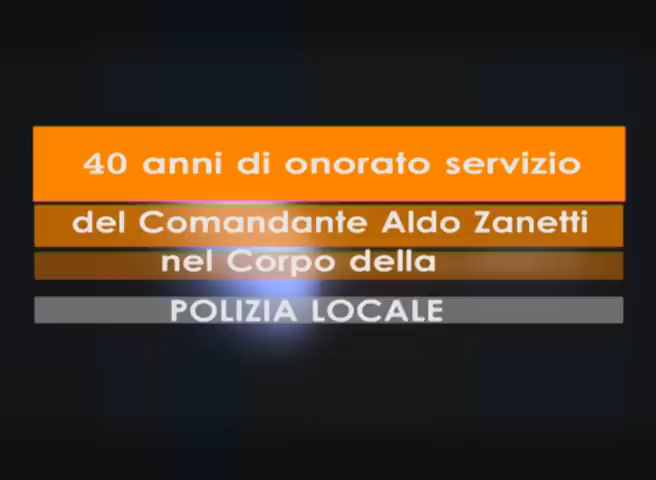 40 anni di onorato servizio
del Comandante Aldo Zanetti
nel Corpo della
POLIZIA LOCALE